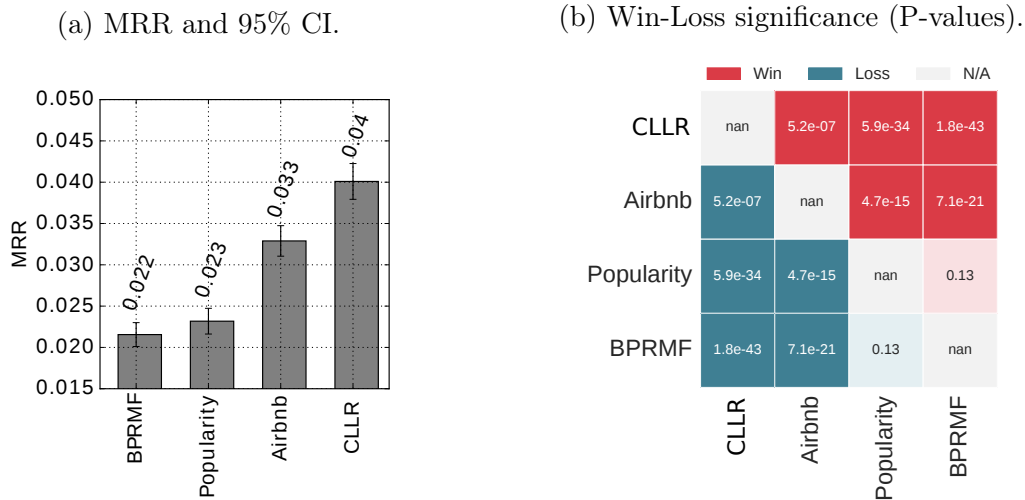 (a) MRR and 95% CI.
0.050
0.045
0.040
0.035
0.030
0.025
0.020
0.015
MRR
0.022
0.023
0.033
0.04
BPRMF
Popularity
Airbnb
CLLR
(b) Win-Loss significance (P-values).
Win Loss N/A
CLLR nan 5.2e-07 5.9e-34 1.8e-43
Airbnb 5.2e-07 nan 4.7e-15 7.1e-21
Popularity 5.9e-34 4.7e-15 nan 0.13
BPRMF 1.8e-43 7.1e-21 0.13 nan
CLLR
Airbnb
Popularity
BPRMF